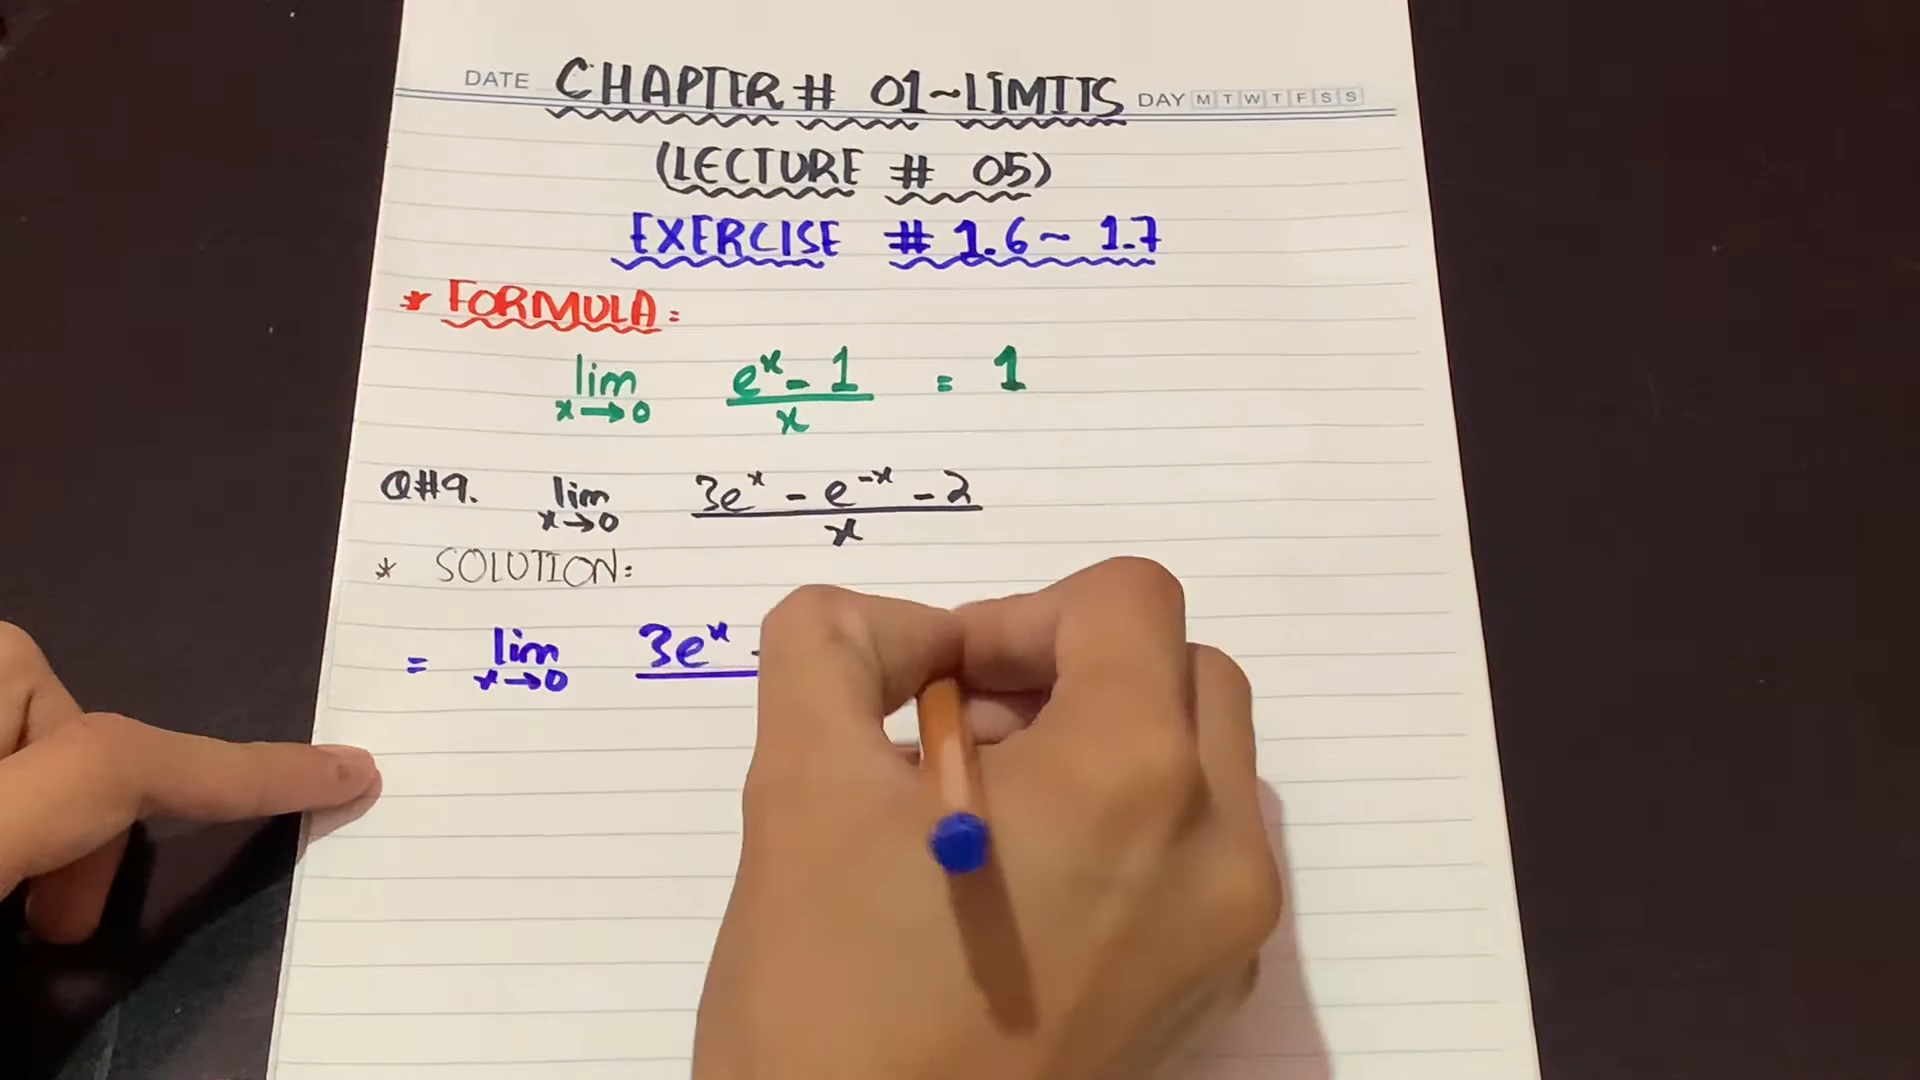 DATE CHAPTER # 01~LIMITS DAY M T W T F S S
(LECTURE # 05)
EXERCISE # 1.6~ 1.7
* FORMULA:
lim x→0 e^x - 1 / x = 1
Q#9. lim x→0 3e^x - e^-x - 2 / x
* SOLUTION:
= lim x→0 3e^x -